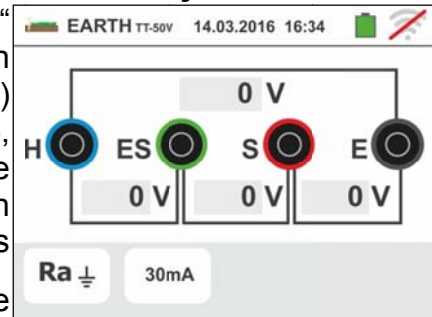 “
EARTH TT-50V 14.03.2016 16:34
n
)
0 V
,
H ES S E
e
0 V 0 V 0 V
n
s
Ra 30mA
e